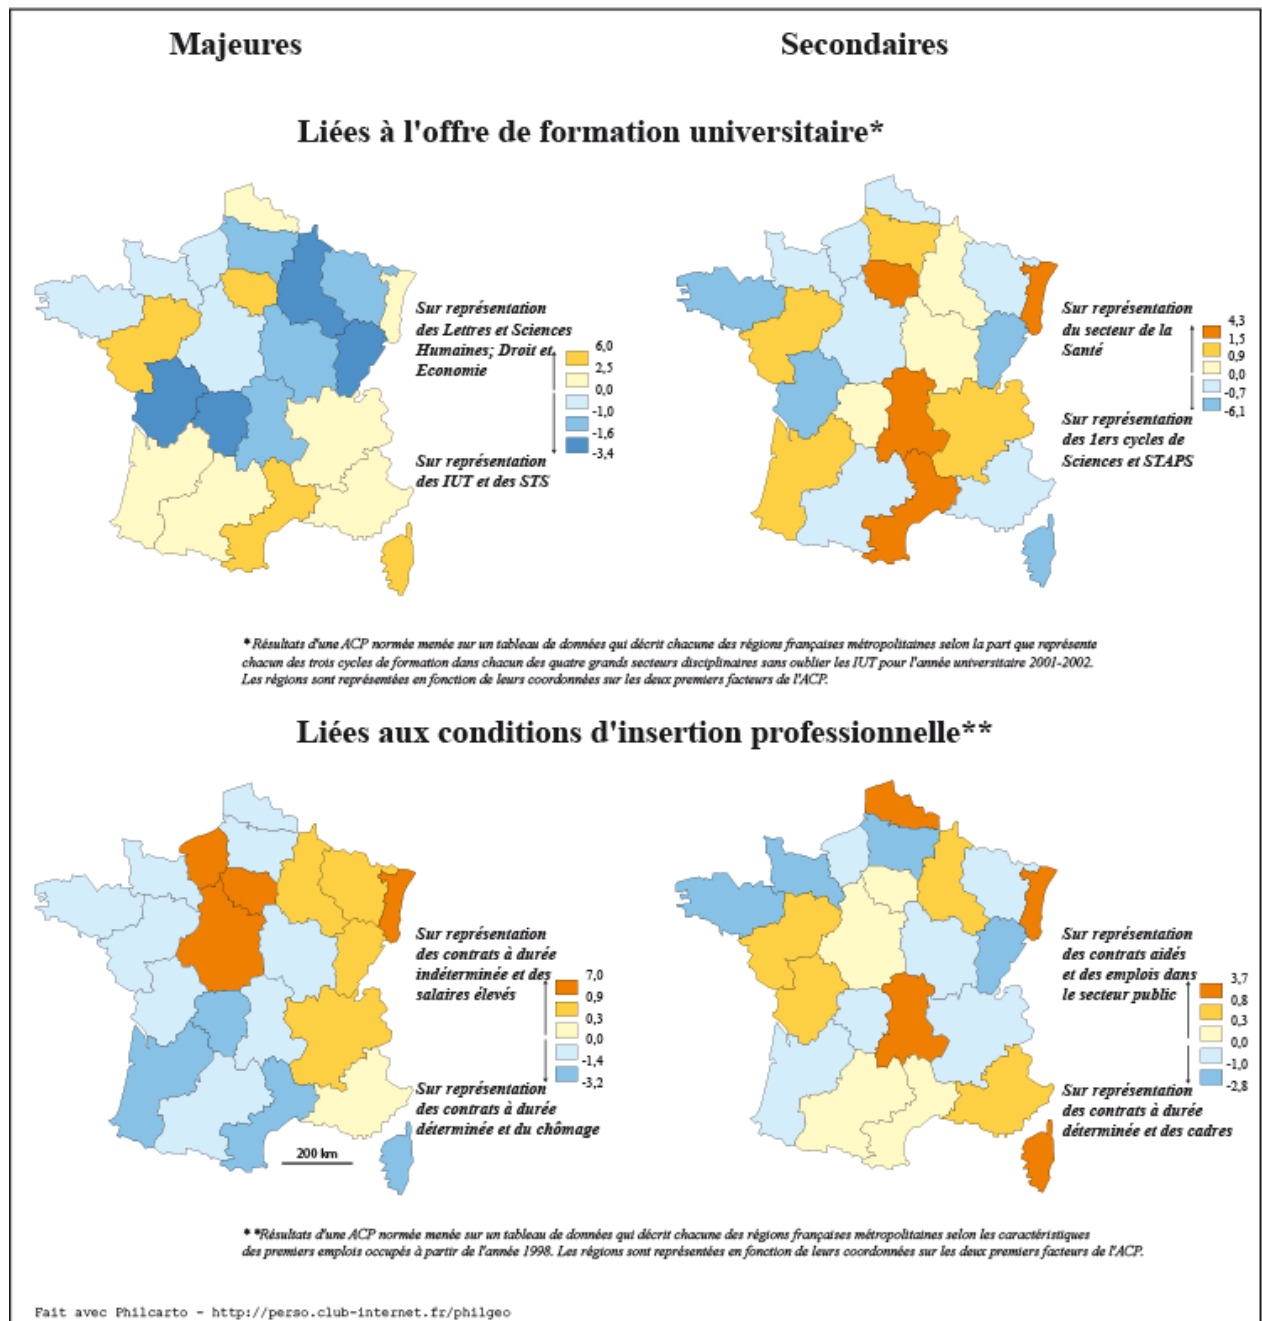 Majeures
Secondaires
Liées à l'offre de formation universitaire*
Sur représentation
des Lettres et Sciences
Humaines; Droit et
Economie
6,0
2,5
0,0
-1,0
-1,6
-3,4
Sur représentation
des IUT et des STS
Sur représentation
du secteur de la
Santé
4,3
1,5
0,9
0,0
-0,7
-6,1
Sur représentation
des 1ers cycles de
Sciences et STAPS
* Résultats d'une ACP normée menée sur un tableau de données qui décrit chacune des régions françaises métropolitaines selon la part que représente
chacun des trois cycles de formation dans chacun des quatre grands secteurs disciplinaires sans oublier les IUT pour l'année universitaire 2001-2002.
Les régions sont représentées en fonction de leurs coordonnées sur les deux premiers facteurs de l'ACP.
Liées aux conditions d'insertion professionnelle**
Sur représentation
des contrats à durée
indéterminée et des
salaires élevés
7,0
0,9
0,3
0,0
-1,4
-3,2
Sur représentation
des contrats à durée
déterminée et du chômage
200 km
Sur représentation
des contrats aidés
et des emplois dans
le secteur public
3,7
0,8
0,3
0,0
-1,0
-2,8
Sur représentation
des contrats à durée
déterminée et des cadres
* *Résultats d'une ACP normée menée sur un tableau de données qui décrit chacune des régions françaises métropolitaines selon les caractéristiques
des premiers emplois occupés à partir de l'année 1998. Les régions sont représentées en fonction de leurs coordonnées sur les deux premiers facteurs de l'ACP.
Fait avec Philcarto - http://perso.club-internet.fr/philgeo